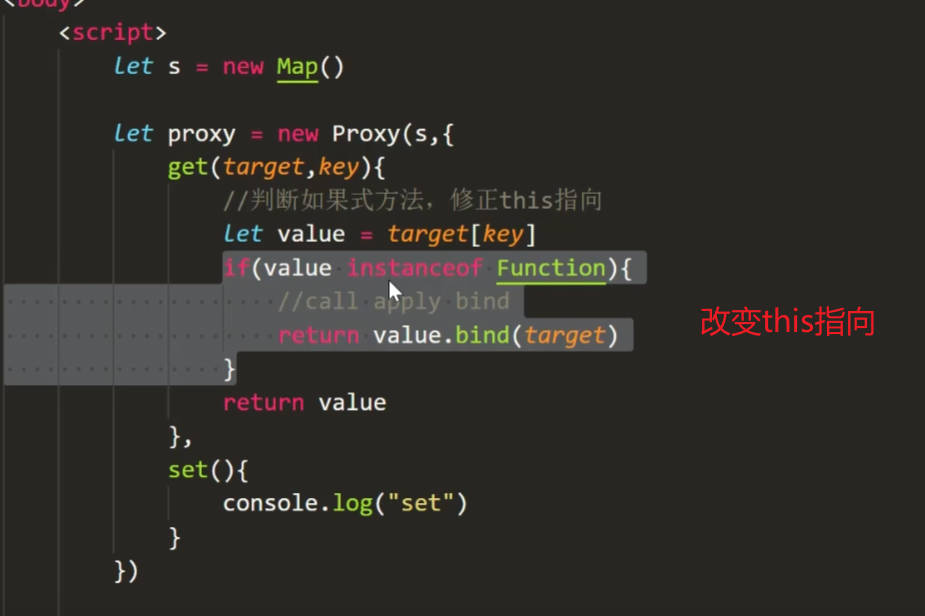 <body>
<script>
let s = new Map()
let proxy = new Proxy(s,{
get(target,key){
//判断如果式方法，修正this指向
let value = target[key]
if(value instanceof Function){
//call apply bind
return value.bind(target)
改变this指向
}
return value
},
set(){
console.log("set")
}
})